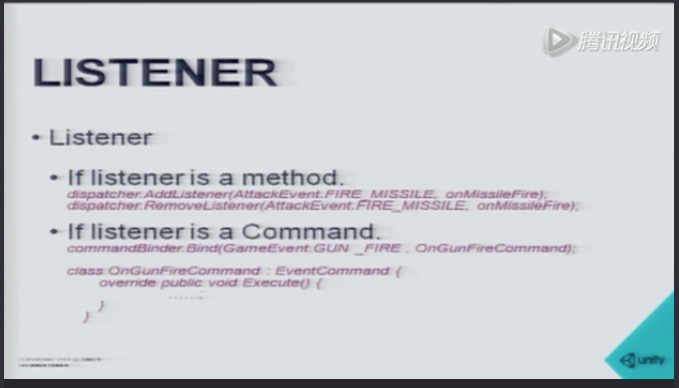 腾讯视频
LISTENER
• Listener
• If listener is a method.
dispatcher.AddListener(AttackEvent.FIRE_MISSILE, onMissileFire);
dispatcher.RemoveListener(AttackEvent.FIRE_MISSILE, onMissileFire);
• If listener is a Command.
commandBinder.Bind(GameEvent.GUN _FIRE , OnGunFireCommand);
class OnGunFireCommand : EventCommand {
override public void Execute() {
.......
}
}
unity